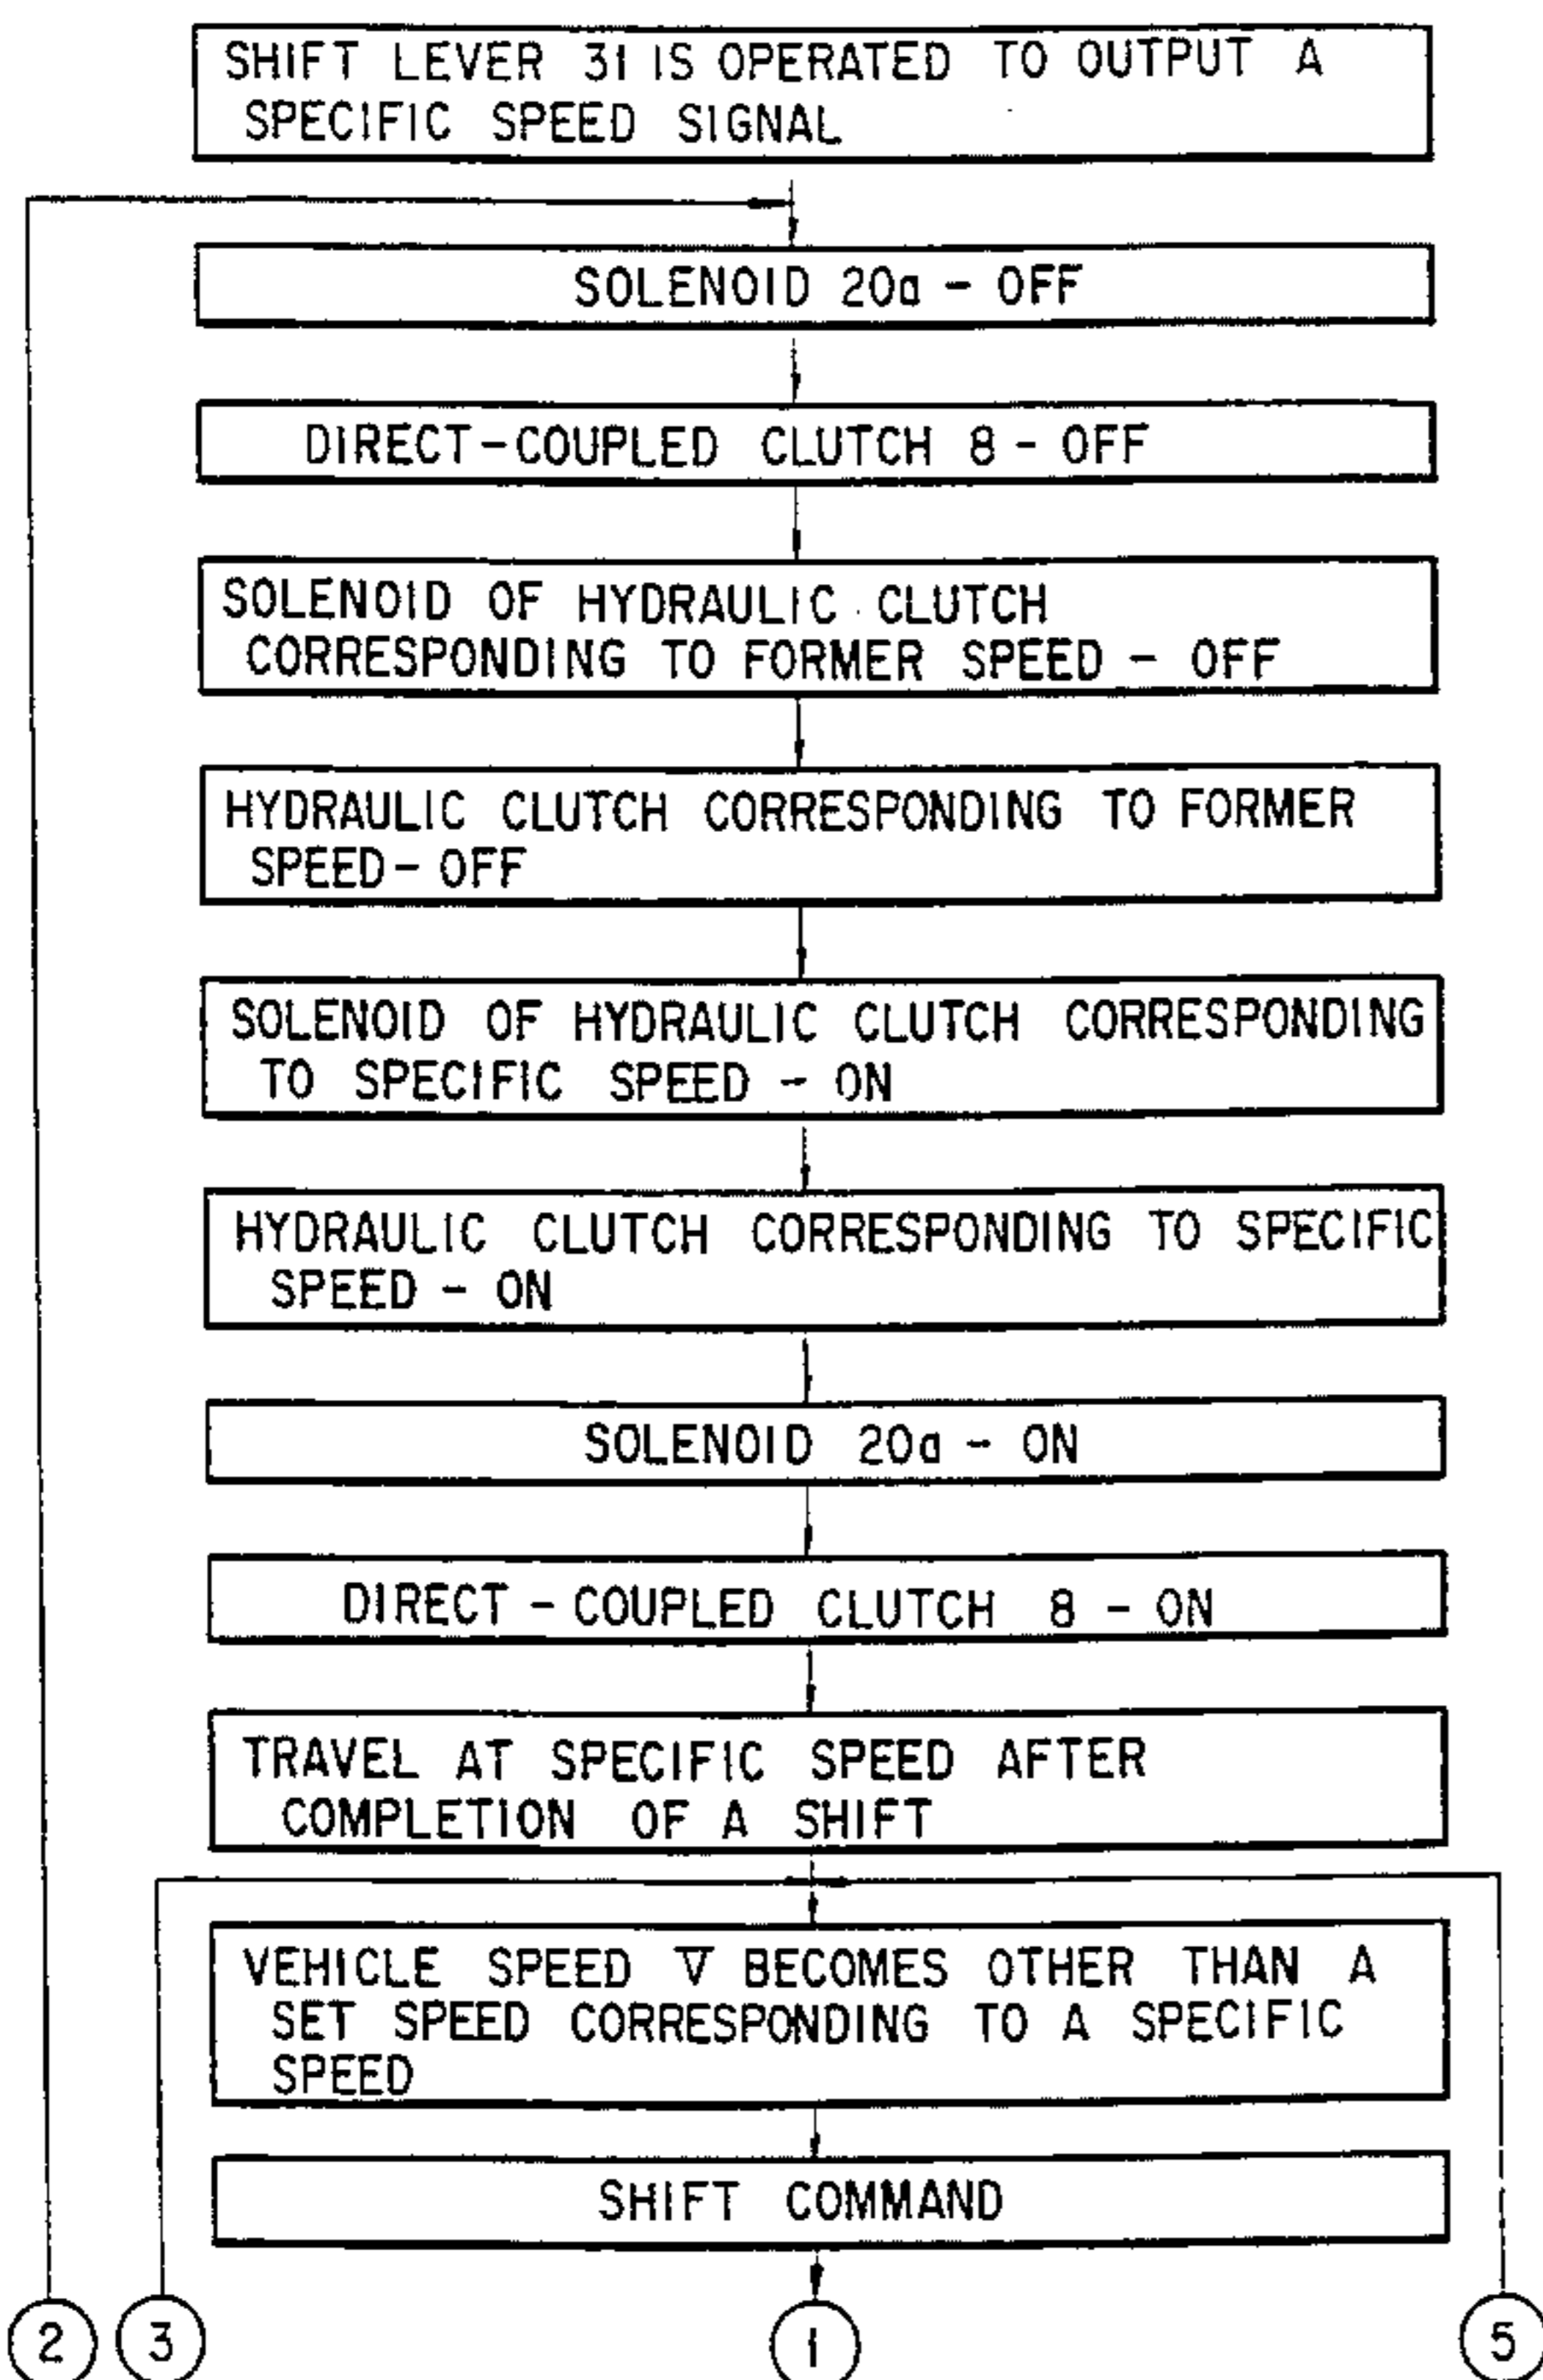 SHIFT LEVER 31 IS OPERATED TO OUTPUT A
SPECIFIC SPEED SIGNAL
SOLENOID 20a - OFF
DIRECT-COUPLED CLUTCH 8 - OFF
SOLENOID OF HYDRAULIC CLUTCH
CORRESPONDING TO FORMER SPEED - OFF
HYDRAULIC CLUTCH CORRESPONDING TO FORMER
SPEED - OFF
SOLENOID OF HYDRAULIC CLUTCH CORRESPONDING
TO SPECIFIC SPEED - ON
HYDRAULIC CLUTCH CORRESPONDING TO SPECIFIC
SPEED - ON
SOLENOID 20a - ON
DIRECT - COUPLED CLUTCH 8 - ON
TRAVEL AT SPECIFIC SPEED AFTER
COMPLETION OF A SHIFT
VEHICLE SPEED V BECOMES OTHER THAN A
SET SPEED CORRESPONDING TO A SPECIFIC
SPEED
SHIFT COMMAND
2 3 1 5